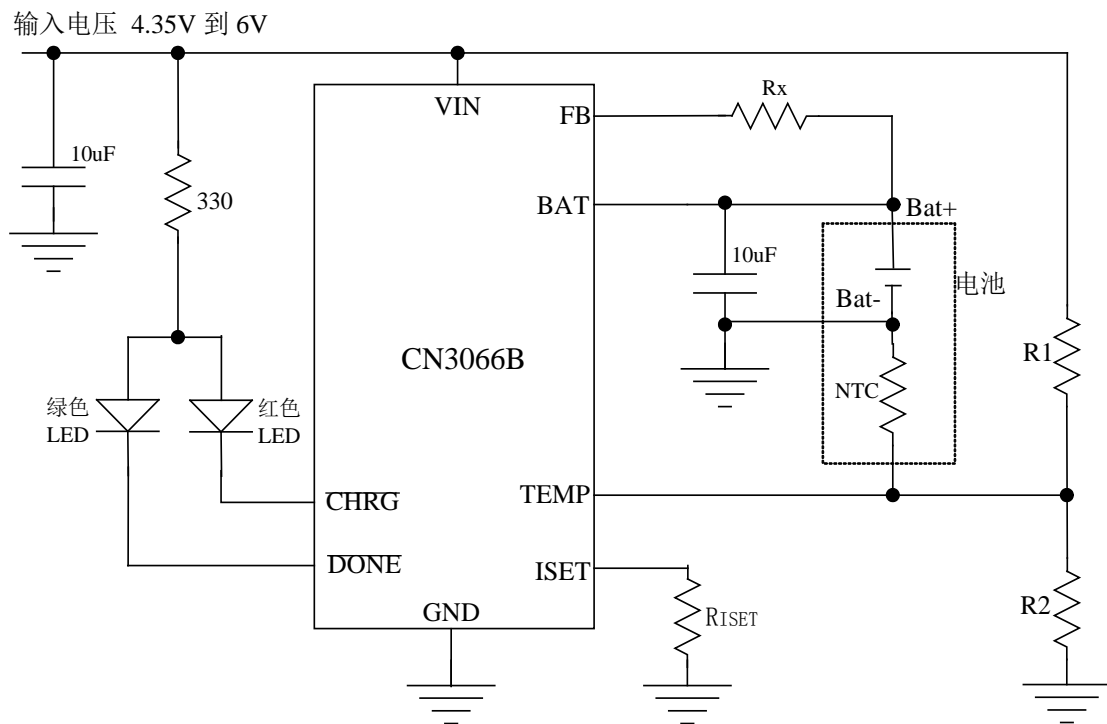 输入电压 4.35V 到 6V
VIN
FB
Rx
10uF
330
BAT
Bat+
10uF
电池
Bat-
CN3066B
R1
绿色
LED
红色
LED
NTC
CHRG
TEMP
DONE
ISET
GND
RISET
R2